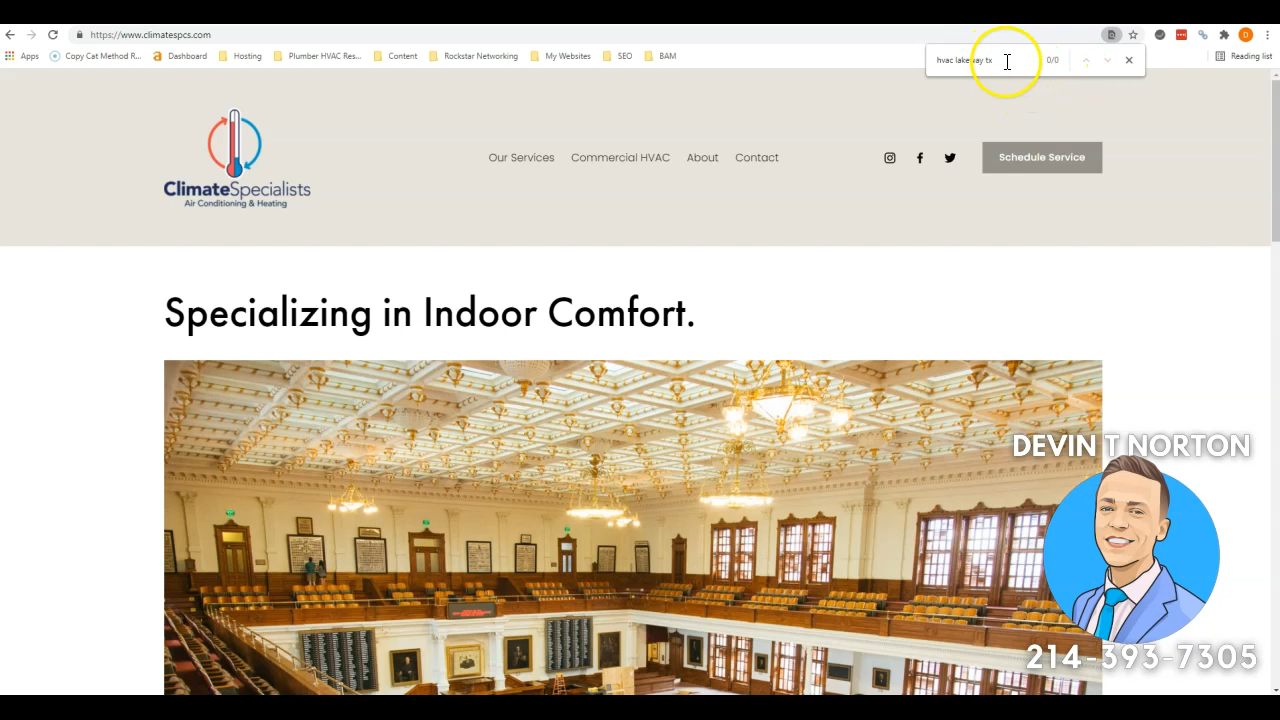 https://www.climatespcs.com
Apps
Copy Cat Method R...
Dashboard
Hosting
Plumber HVAC Res...
Content
Rockstar Networking
My Websites
SEO
BAM
Reading list
hvac lakeway tx
0/0
ClimateSpecialists
Air Conditioning & Heating
Our Services
Commercial HVAC
About
Contact
Schedule Service
Specializing in Indoor Comfort.
DEVIN T NORTON
214-393-7305